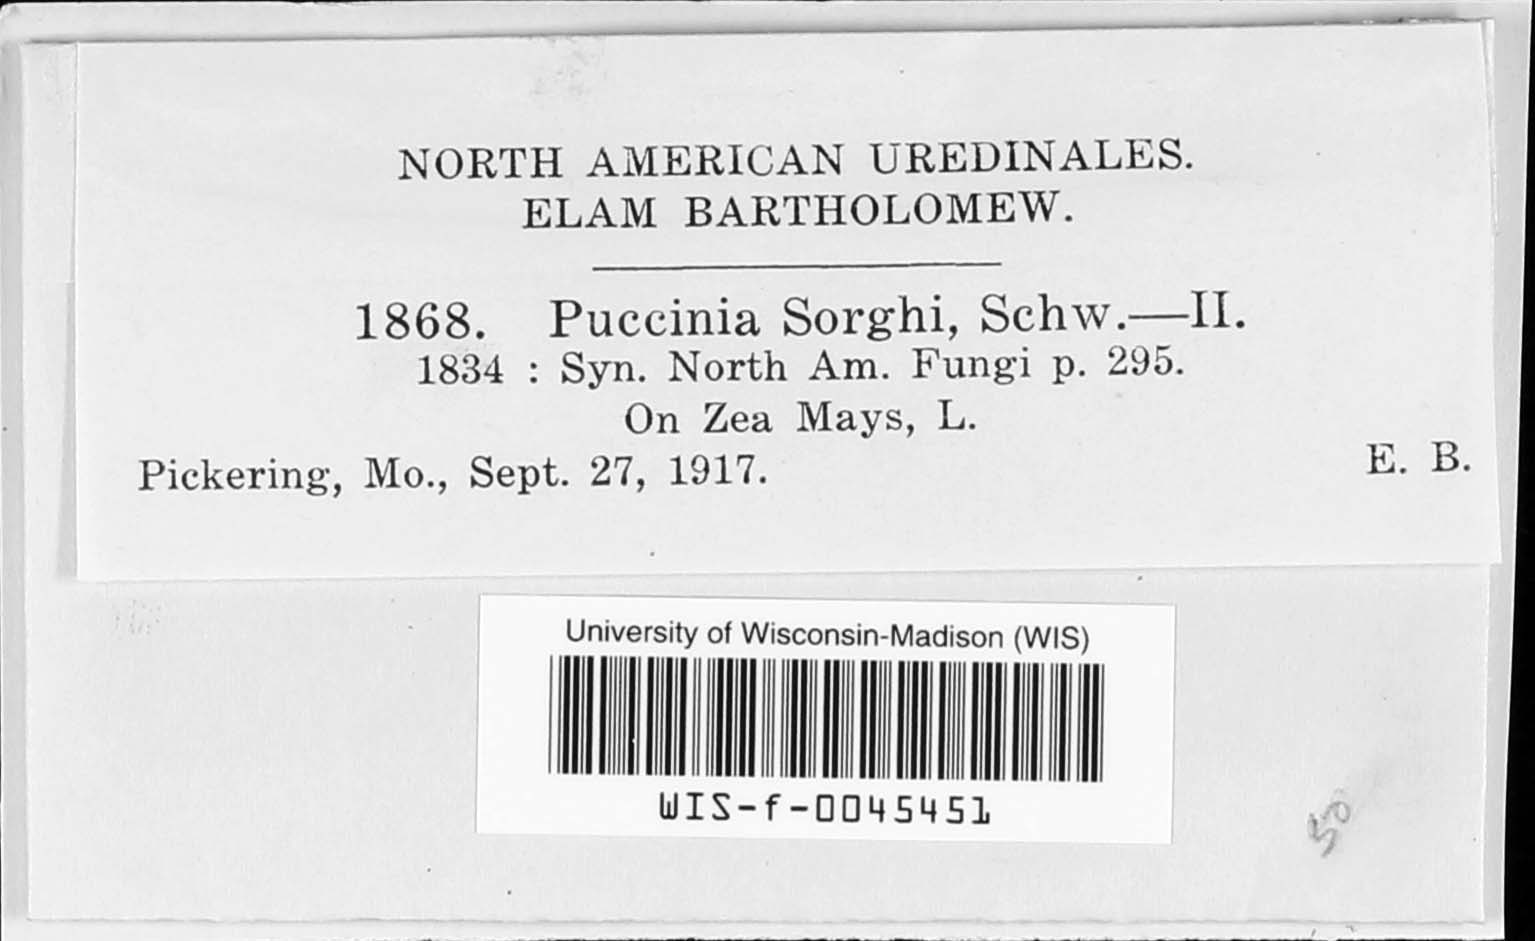 NORTH AMERICAN UREDINALES.
ELAM BARTHOLOMEW.
1868. Puccinia Sorghi, Schw.—II.
1834 : Syn. North Am. Fungi p. 295.
On Zea Mays, L.
Pickering, Mo., Sept. 27, 1917. E. B.
University of Wisconsin-Madison (WIS)
WIS-f-0045451
50